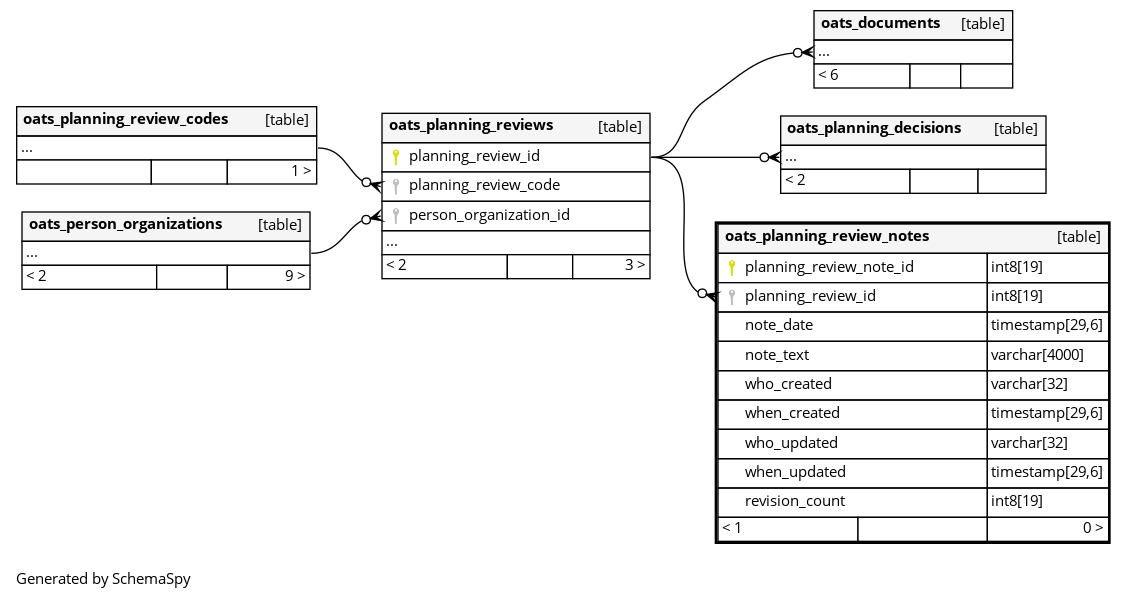 oats_documents [table]
...
< 6
oats_planning_review_codes [table]
...
1 >
oats_planning_reviews [table]
planning_review_id
planning_review_code
person_organization_id
...
< 2 3 >
oats_planning_decisions [table]
...
< 2
oats_person_organizations [table]
...
< 2 9 >
oats_planning_review_notes [table]
planning_review_note_id int8[19]
planning_review_id int8[19]
note_date timestamp[29,6]
note_text varchar[4000]
who_created varchar[32]
when_created timestamp[29,6]
who_updated varchar[32]
when_updated timestamp[29,6]
revision_count int8[19]
< 1 0 >
Generated by SchemaSpy